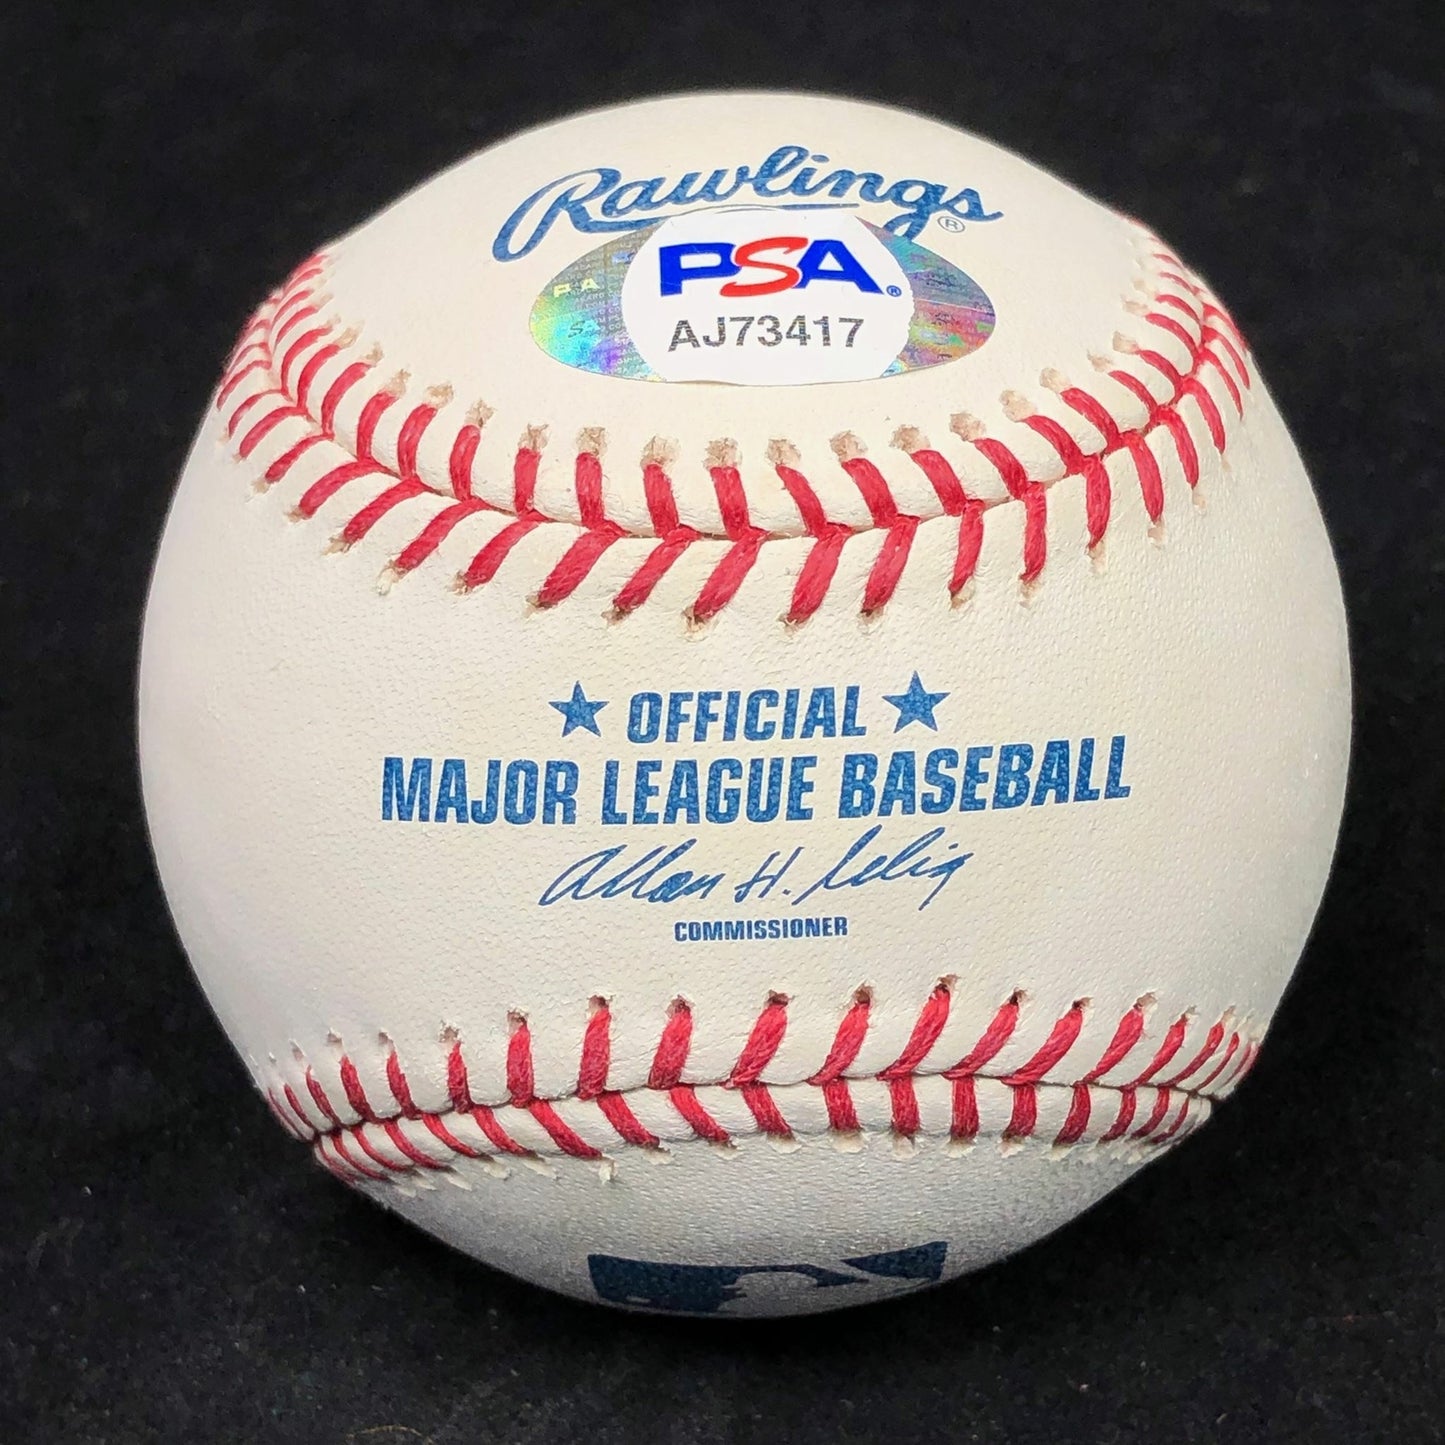 Rawlings®
PSA®
AJ73417
OFFICIAL
MAJOR LEAGUE BASEBALL
Allan H. Selig
COMMISSIONER